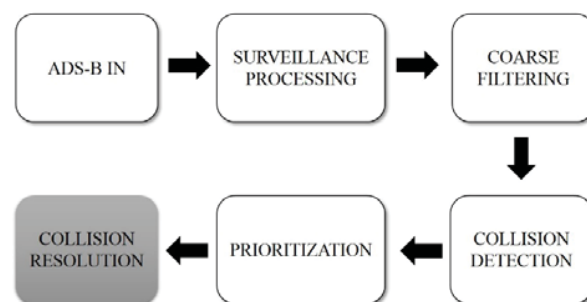 ADS-B IN
SURVEILLANCE
PROCESSING
COARSE
FILTERING
COLLISION
DETECTION
PRIORITIZATION
COLLISION
RESOLUTION